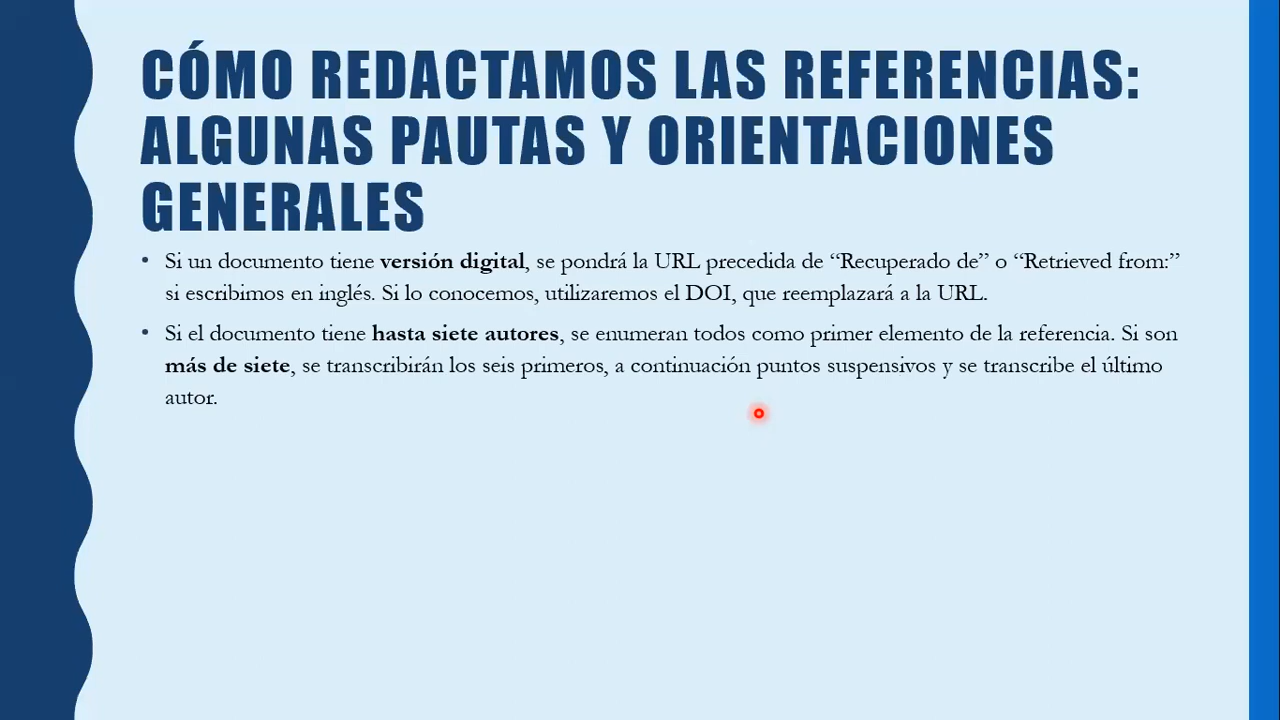 CÓMO REDACTAMOS LAS REFERENCIAS:
ALGUNAS PAUTAS Y ORIENTACIONES
GENERALES
• Si un documento tiene versión digital, se pondrá la URL precedida de “Recuperado de” o “Retrieved from:”
si escribimos en inglés. Si lo conocemos, utilizaremos el DOI, que reemplazará a la URL.
• Si el documento tiene hasta siete autores, se enumeran todos como primer elemento de la referencia. Si son
más de siete, se transcribirán los seis primeros, a continuación puntos suspensivos y se transcribe el último
autor.